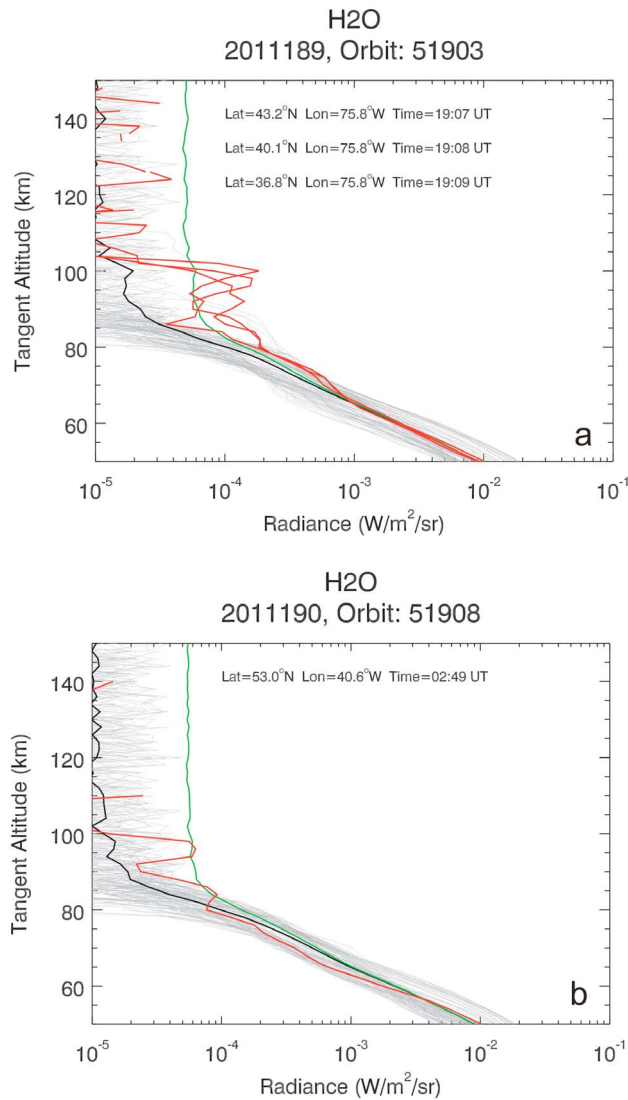 H2O
2011189, Orbit: 51903
Lat=43.2°N Lon=75.8°W Time=19:07 UT
Lat=40.1°N Lon=75.8°W Time=19:08 UT
Lat=36.8°N Lon=75.8°W Time=19:09 UT
140
120
100
80
60
Tangent Altitude (km)
a
10^-5 10^-4 10^-3 10^-2 10^-1
Radiance (W/m^2/sr)
H2O
2011190, Orbit: 51908
Lat=53.0°N Lon=40.6°W Time=02:49 UT
140
120
100
80
60
Tangent Altitude (km)
b
10^-5 10^-4 10^-3 10^-2 10^-1
Radiance (W/m^2/sr)